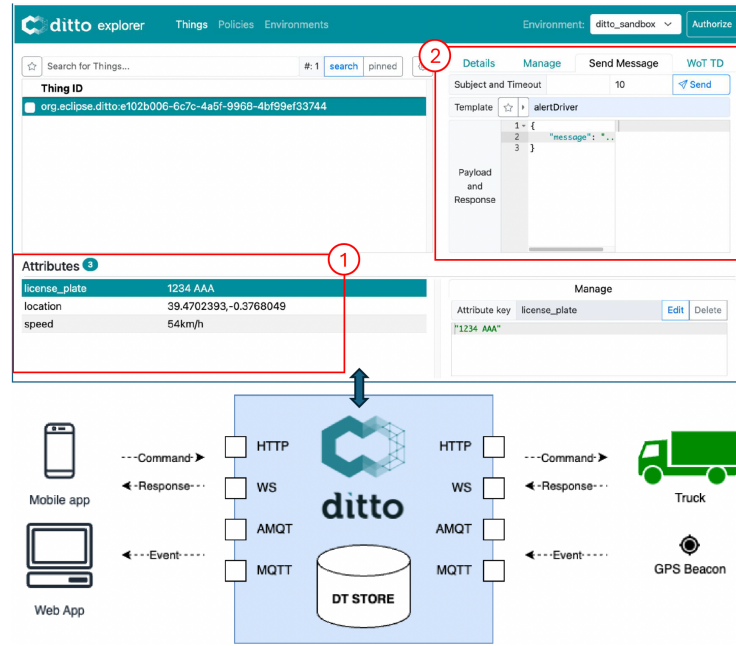 ditto explorer Things Policies Environments Environment: ditto_sandbox Authorize
2
Search for Things... #: 1 search pinned
Details Manage Send Message WoT TD
Thing ID
Subject and Timeout 10 Send
org.eclipse.ditto:e102b006-6c7c-4a5f-9968-4bf99ef33744
Template alertDriver
1 {
2 "message": "..
3 }
Payload
and
Response
1
Attributes 3
license_plate 1234 AAA
location 39.4702393,-0.3768049
speed 54km/h
Manage
Attribute key license_plate Edit Delete
"1234 AAA"
Mobile app
Web App
Command
Response
Event
HTTP
WS
AMQT
MQTT
ditto
DT STORE
HTTP
WS
AMQT
MQTT
Command
Response
Event
Truck
GPS Beacon